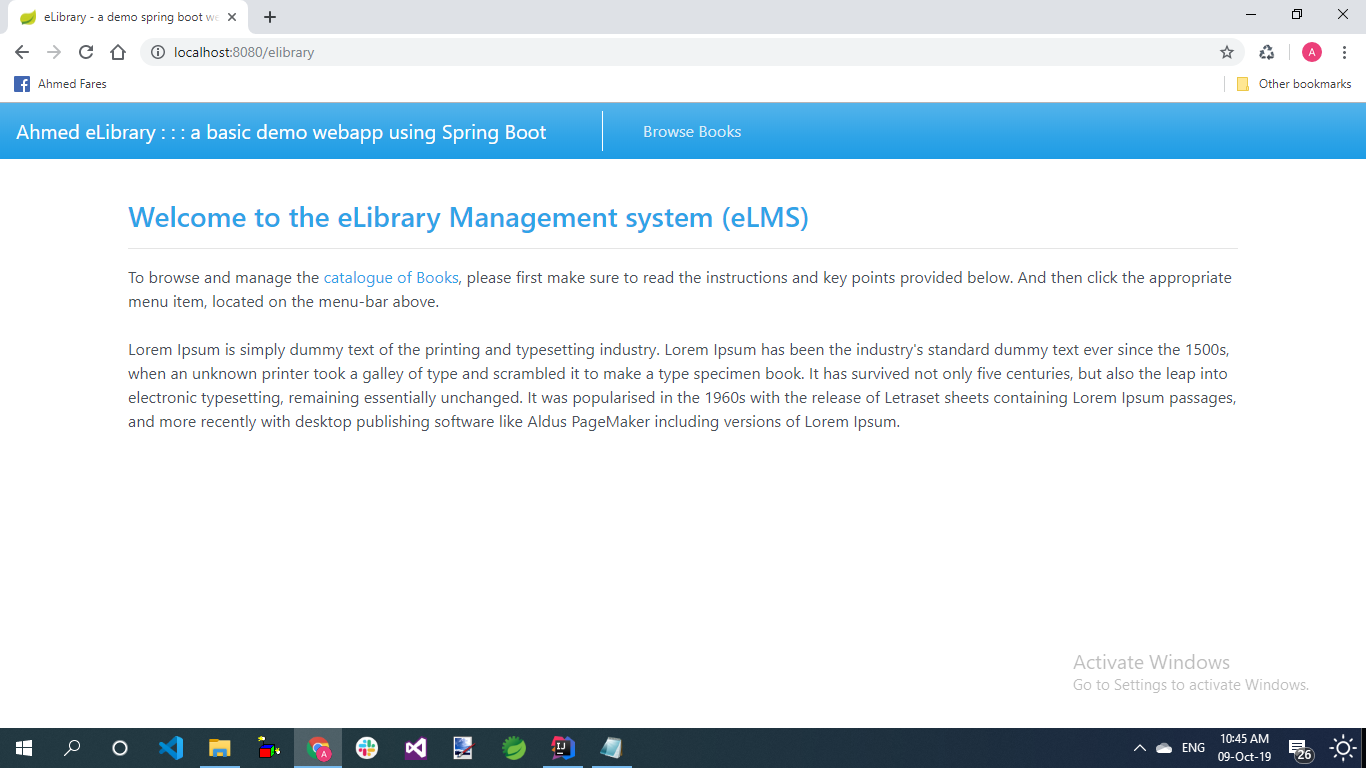 eLibrary - a demo spring boot we
localhost:8080/elibrary
A
Ahmed Fares
Other bookmarks
Ahmed eLibrary : : : a basic demo webapp using Spring Boot
Browse Books
Welcome to the eLibrary Management system (eLMS)
To browse and manage the catalogue of Books, please first make sure to read the instructions and key points provided below. And then click the appropriate
menu item, located on the menu-bar above.
Lorem Ipsum is simply dummy text of the printing and typesetting industry. Lorem Ipsum has been the industry's standard dummy text ever since the 1500s,
when an unknown printer took a galley of type and scrambled it to make a type specimen book. It has survived not only five centuries, but also the leap into
electronic typesetting, remaining essentially unchanged. It was popularised in the 1960s with the release of Letraset sheets containing Lorem Ipsum passages,
and more recently with desktop publishing software like Aldus PageMaker including versions of Lorem Ipsum.
Activate Windows
Go to Settings to activate Windows.
A
IJ
ENG
10:45 AM
09-Oct-19
26